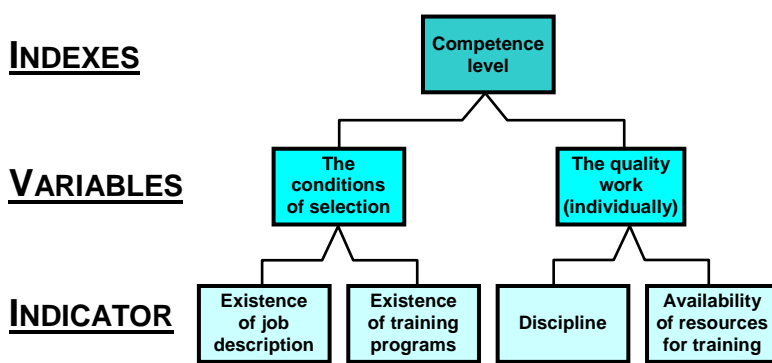 INDEXES
Competence
level
VARIABLES
The
conditions
of selection
The quality
work
(individually)
INDICATOR
Existence
of job
description
Existence
of training
programs
Discipline
Availability
of resources
for training